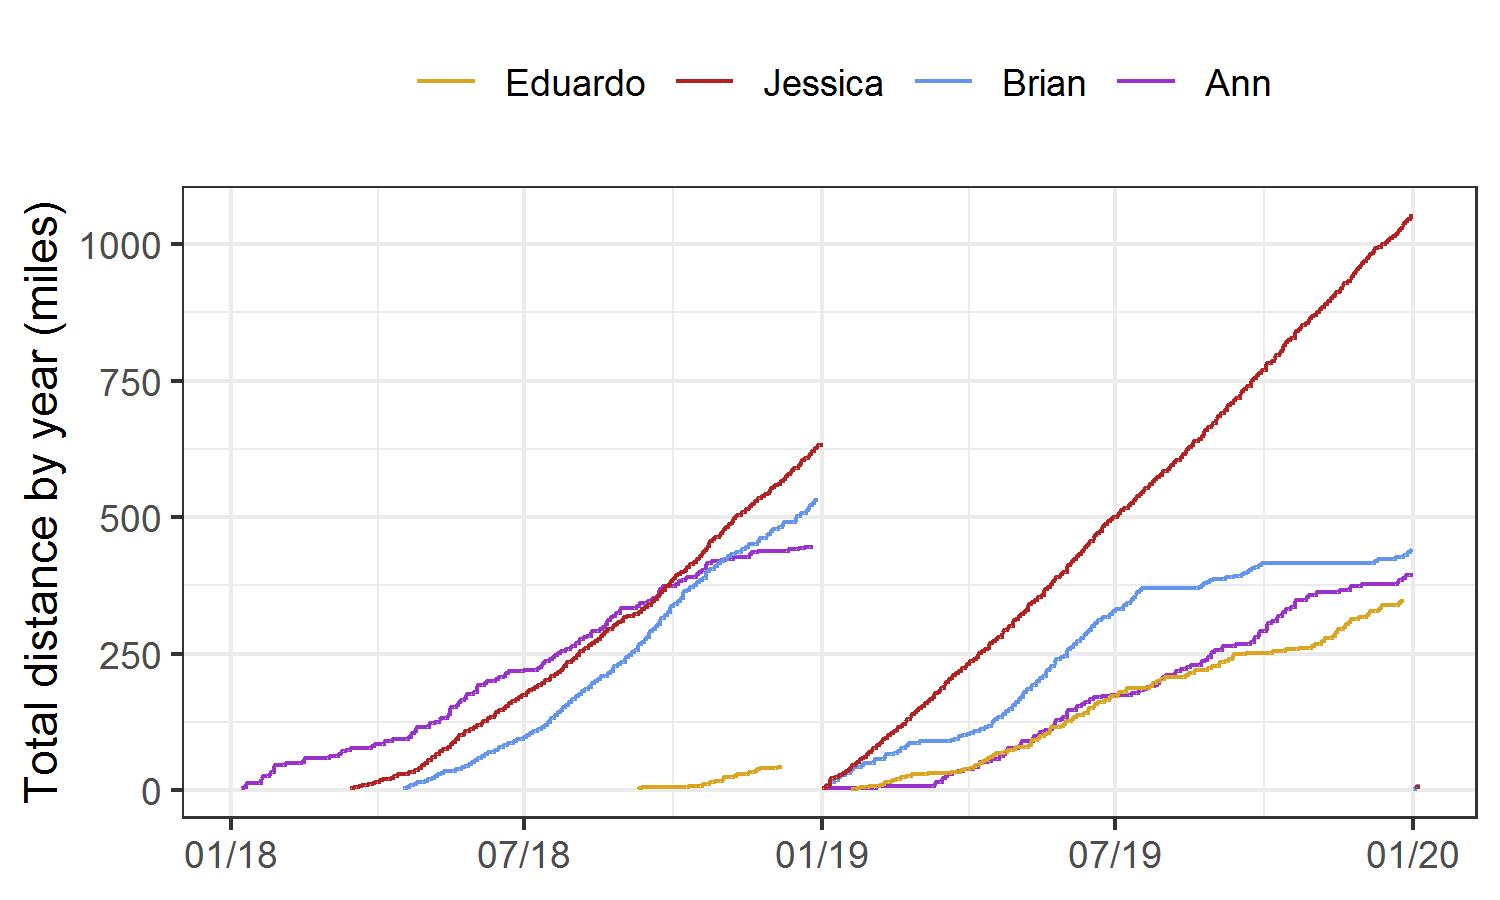 Eduardo Jessica Brian Ann
Total distance by year (miles)
1000
750
500
250
0
01/18 07/18 01/19 07/19 01/20